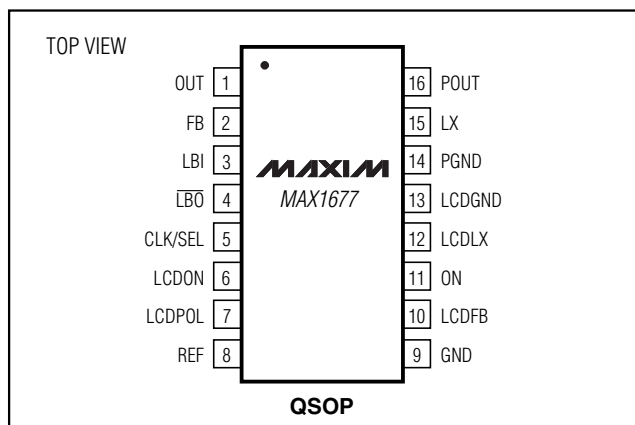 TOP VIEW
OUT 1
16 POUT
FB 2
15 LX
LBI 3
14 PGND
MAXIM
L̅B̅O̅ 4
MAX1677
13 LCDGND
CLK/SEL 5
12 LCDLX
LCDON 6
11 ON
LCDPOL 7
10 LCDFB
REF 8
9 GND
QSOP